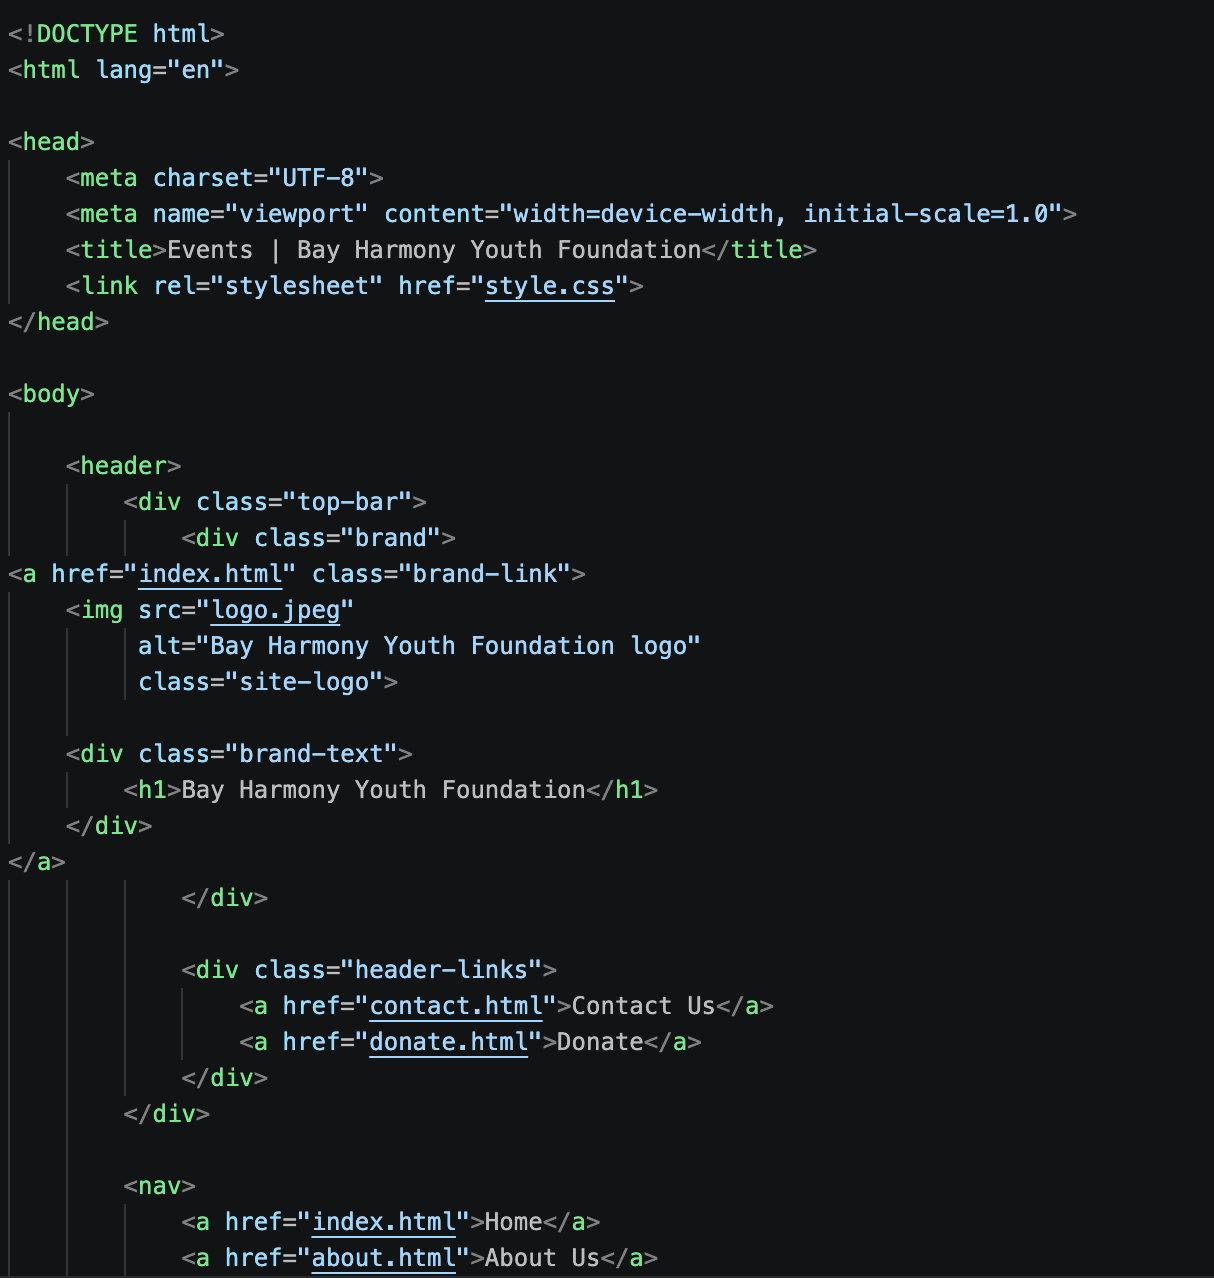 <!DOCTYPE html>
<html lang="en">
<head>
<meta charset="UTF-8">
<meta name="viewport" content="width=device-width, initial-scale=1.0">
<title>Events | Bay Harmony Youth Foundation</title>
<link rel="stylesheet" href="style.css">
</head>
<body>
<header>
<div class="top-bar">
<div class="brand">
<a href="index.html" class="brand-link">
<img src="logo.jpeg"
alt="Bay Harmony Youth Foundation logo"
class="site-logo">
<div class="brand-text">
<h1>Bay Harmony Youth Foundation</h1>
</div>
</a>
</div>
<div class="header-links">
<a href="contact.html">Contact Us</a>
<a href="donate.html">Donate</a>
</div>
</div>
<nav>
<a href="index.html">Home</a>
<a href="about.html">About Us</a>